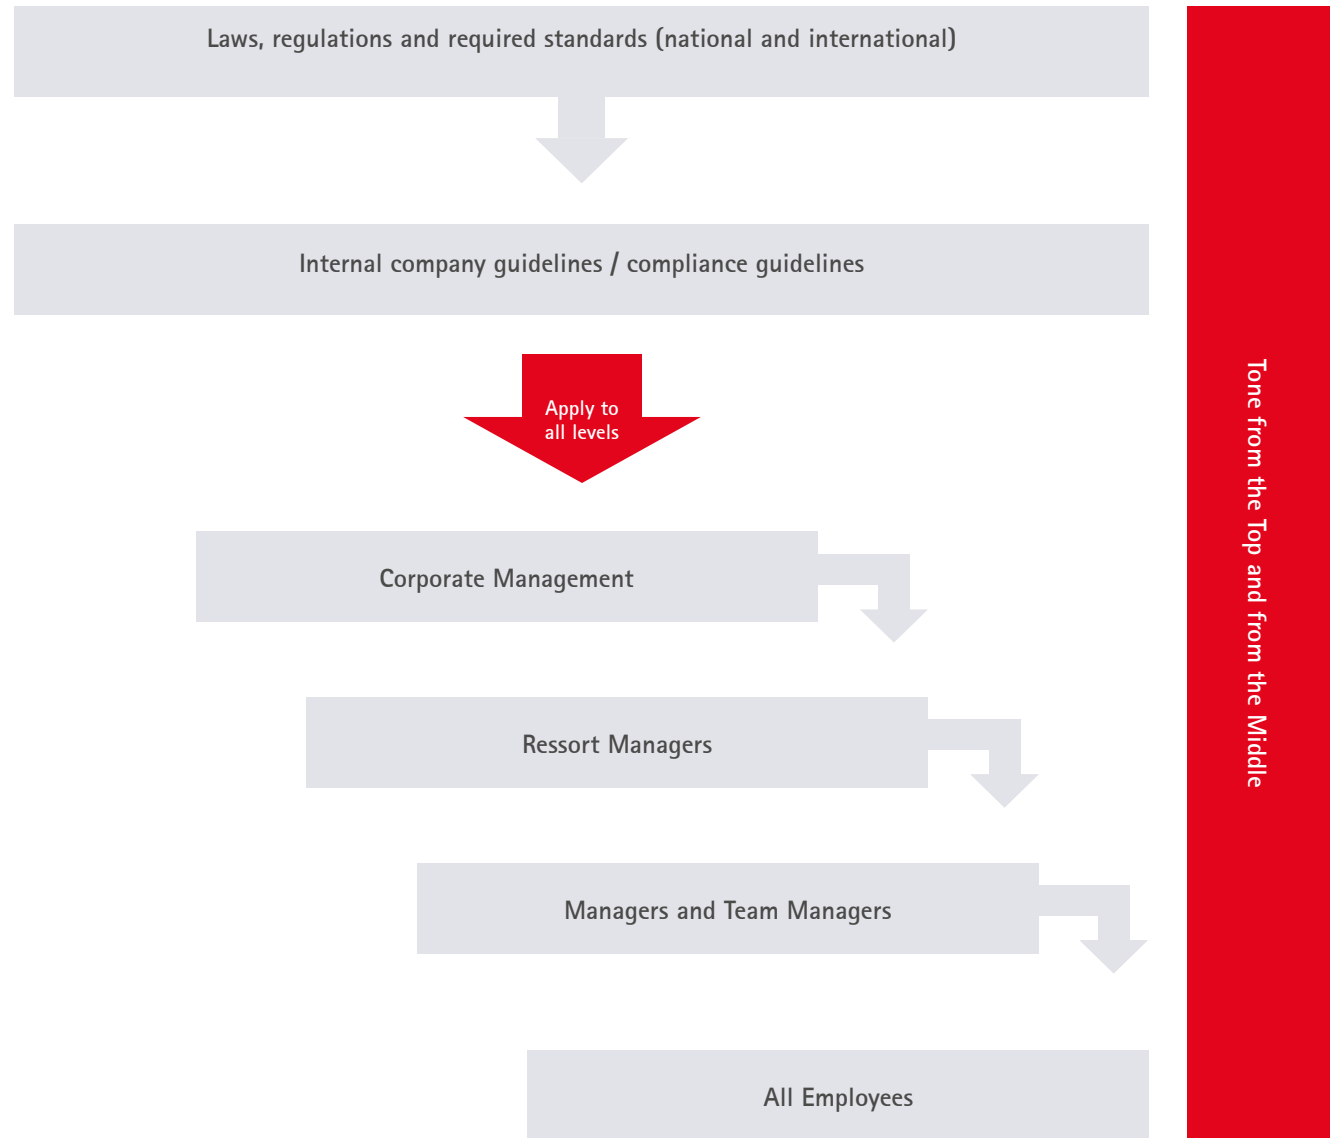 Laws, regulations and required standards (national and international)
Internal company guidelines / compliance guidelines
Apply to
all levels
Corporate Management
Ressort Managers
Managers and Team Managers
All Employees
Tone from the Top and from the Middle